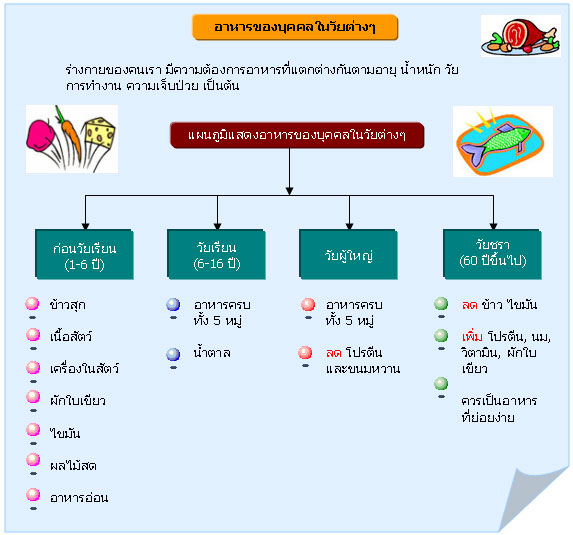 อาหารของบุคคลในวัยต่างๆ
ร่างกายของคนเรา มีความต้องการอาหารที่แตกต่างกันตามอายุ น้ำหนัก วัย
การทำงาน ความเจ็บป่วย เป็นต้น
แผนภูมิแสดงอาหารของบุคคลในวัยต่างๆ
ก่อนวัยเรียน
(1-6 ปี)
ข้าวสุก
เนื้อสัตว์
เครื่องในสัตว์
ผักใบเขียว
ไขมัน
ผลไม้สด
อาหารอ่อน
วัยเรียน
(6-16 ปี)
อาหารครบ
ทั้ง 5 หมู่
น้ำตาล
วัยผู้ใหญ่
อาหารครบ
ทั้ง 5 หมู่
ลด โปรตีน
และขนมหวาน
วัยชรา
(60 ปีขึ้นไป)
ลด ข้าว ไขมัน
เพิ่ม โปรตีน, นม,
วิตามิน, ผักใบ
เขียว
ควรเป็นอาหาร
ที่ย่อยง่าย